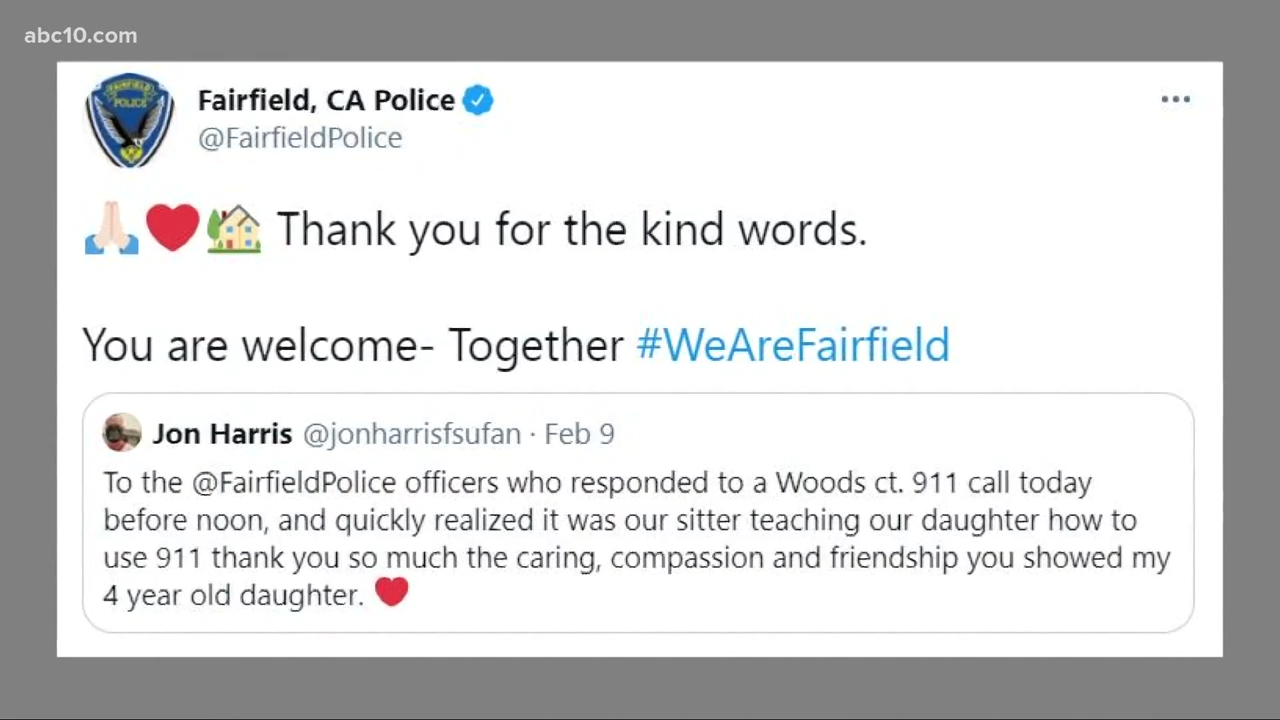 abc10.com
FAIRFIELD
POLICE
Fairfield, CA Police
@FairfieldPolice
🙏🏻❤️🏡 Thank you for the kind words.
You are welcome- Together #WeAreFairfield
Jon Harris @jonharrisfsufan · Feb 9
To the @FairfieldPolice officers who responded to a Woods ct. 911 call today
before noon, and quickly realized it was our sitter teaching our daughter how to
use 911 thank you so much the caring, compassion and friendship you showed my
4 year old daughter. ❤️